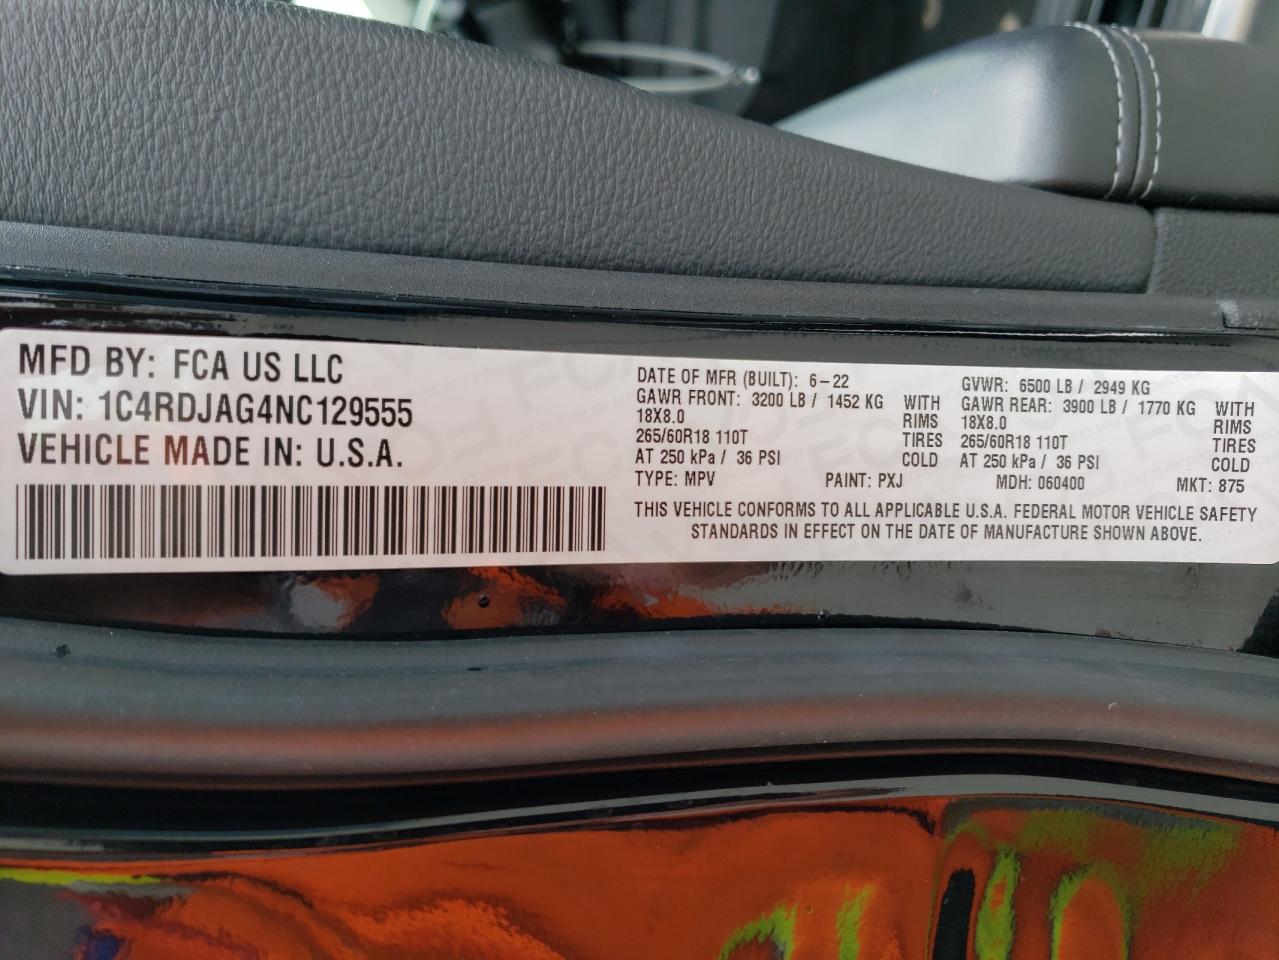 MFD BY: FCA US LLC
VIN: 1C4RDJAG4NC129555
VEHICLE MADE IN: U.S.A.
DATE OF MFR (BUILT): 6-22
GAWR FRONT: 3200 LB / 1452 KG WITH
18X8.0 RIMS
265/60R18 110T TIRES
AT 250 kPa / 36 PSI COLD
GVWR: 6500 LB / 2949 KG
GAWR REAR: 3900 LB / 1770 KG WITH
18X8.0 RIMS
265/60R18 110T TIRES
AT 250 kPa / 36 PSI COLD
TYPE: MPV PAINT: PXJ MDH: 060400 MKT: 875
THIS VEHICLE CONFORMS TO ALL APPLICABLE U.S.A. FEDERAL MOTOR VEHICLE SAFETY
STANDARDS IN EFFECT ON THE DATE OF MANUFACTURE SHOWN ABOVE.